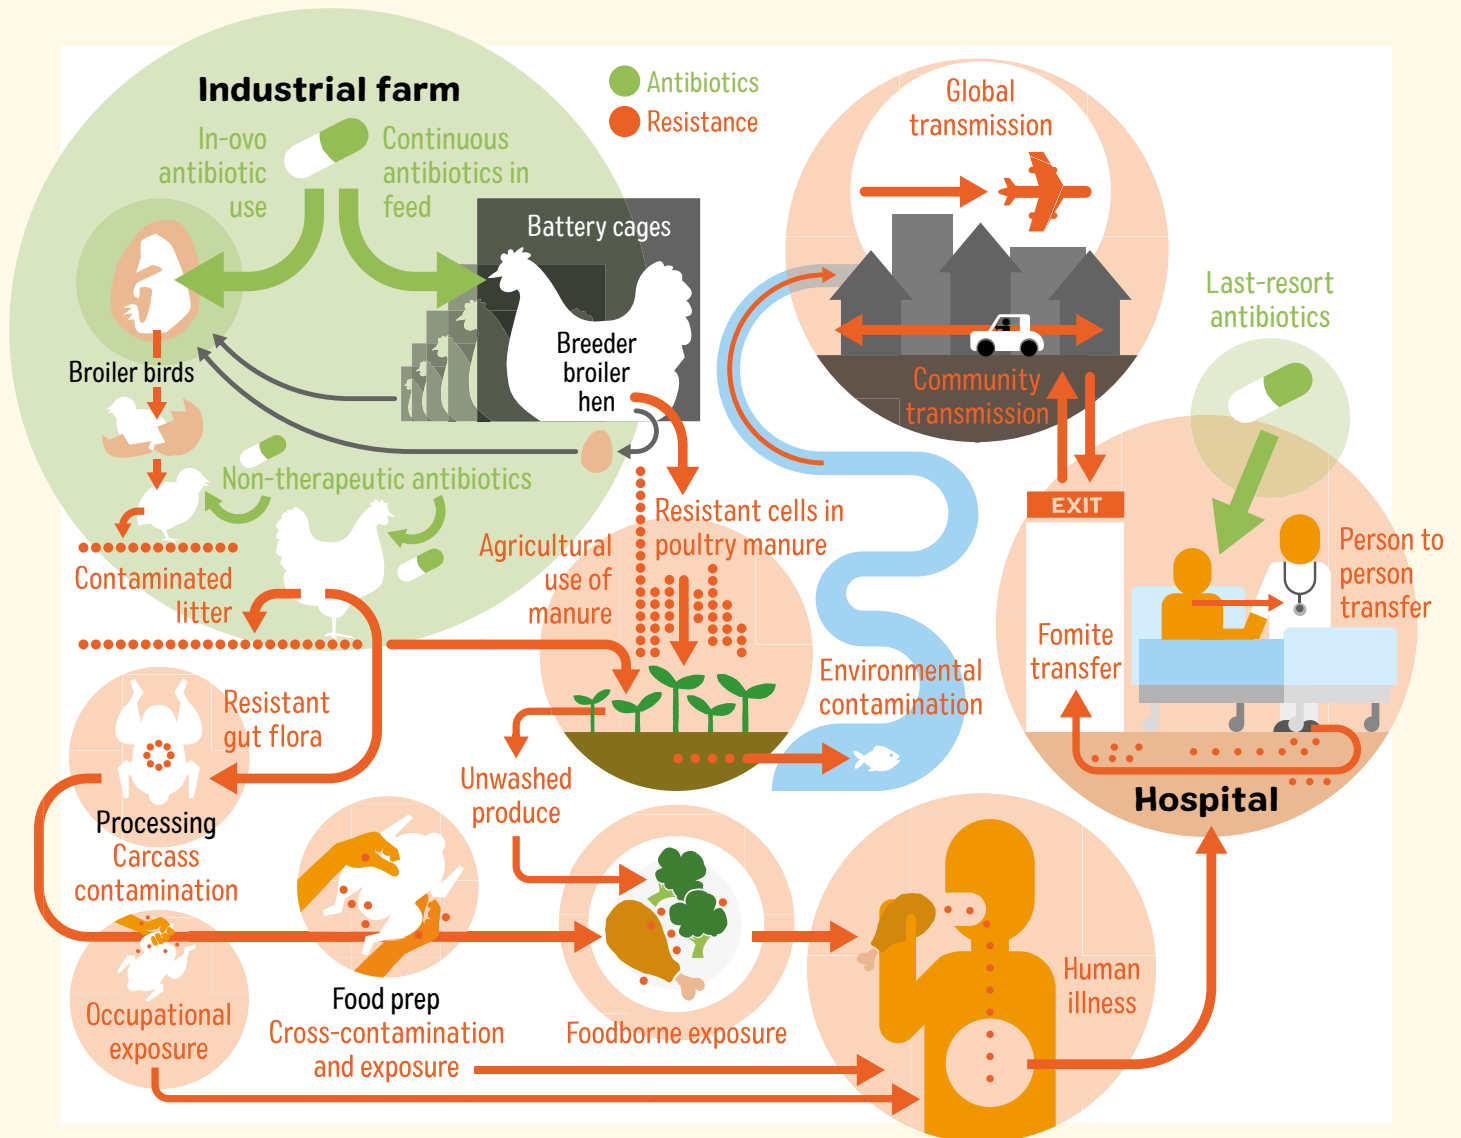 Industrial farm
In-ovo
antibiotic
use
Continuous
antibiotics in
feed
Antibiotics
Resistance
Battery cages
Breeder
broiler
hen
Broiler birds
Non-therapeutic antibiotics
Contaminated
litter
Resistant cells in
poultry manure
Agricultural
use of
manure
Global
transmission
Community
transmission
Last-resort
antibiotics
EXIT
Person to
person
transfer
Fomite
transfer
Hospital
Environmental
contamination
Resistant
gut flora
Processing
Carcass
contamination
Unwashed
produce
Occupational
exposure
Food prep
Cross-contamination
and exposure
Foodborne exposure
Human
illness